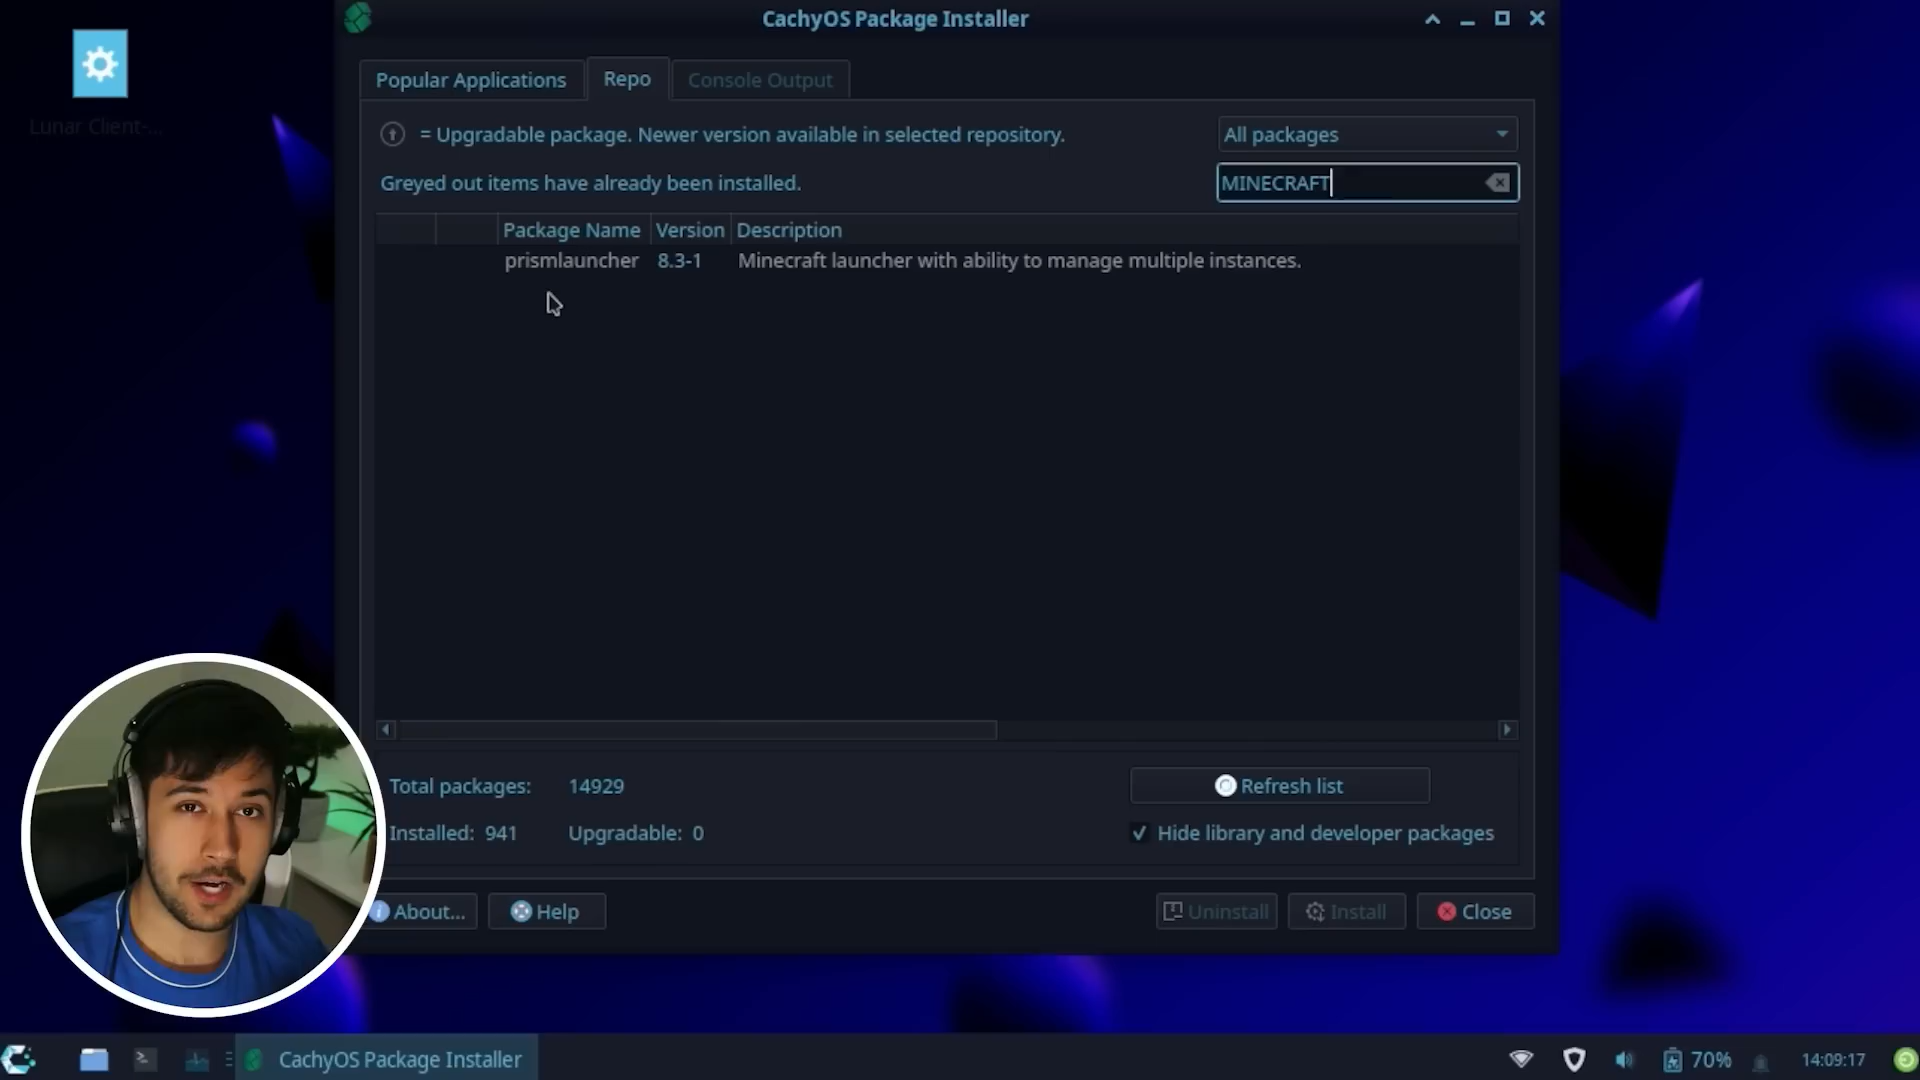 CachyOS Package Installer
Lunar Client-...
Popular Applications
Repo
Console Output
= Upgradable package. Newer version available in selected repository.
All packages
Greyed out items have already been installed.
MINECRAFT
Package Name Version Description
prismlauncher 8.3-1 Minecraft launcher with ability to manage multiple instances.
Total packages: 14929
Refresh list
Installed: 941 Upgradable: 0
Hide library and developer packages
About...
Help
Uninstall
Install
Close
CachyOS Package Installer
70%
14:09:17